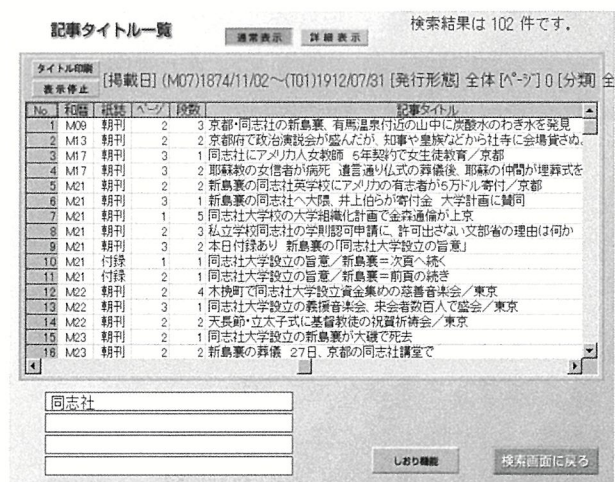 記事タイトル一覧
通常表示 詳細表示
検索結果は 102 件です.
タイトル印刷
表示停止
[掲載日] (M07)1874/11/02~(T01)1912/07/31 [発行形態] 全体 [ページ] 0 [分類] 全
No. 和暦 紙誌 ページ 段数 記事タイトル
1 M09 朝刊 2 3 京都・同志社の新島襄、有馬温泉付近の山中に炭酸水のわき水を発見
2 M13 朝刊 2 2 京都府で政治演説会が盛んだが、知事や皇族などから社寺に会場貸さぬ
3 M17 朝刊 3 1 同志社にアメリカ人女教師 5年契約で女生徒教育/京都
4 M17 朝刊 3 2 耶蘇教の女信者が病死 遺言通り仏式の葬儀後、耶蘇の仲間が埋葬式を
5 M21 朝刊 2 2 新島襄の同志社英学校にアメリカの有志者が5万ドル寄付/京都
6 M21 朝刊 3 1 新島襄の同志社へ大隈、井上伯らが寄付金 大学計画に賛同
7 M21 朝刊 1 5 同志社大学校の大学組織化計画で金森通倫が上京
8 M21 朝刊 2 3 私立学校同志社の学則認可申請に、許可出さない文部省の理由は何か
9 M21 朝刊 3 2 本日付録あり 新島襄の「同志社大学設立の旨意」
10 M21 付録 1 1 同志社大学設立の旨意/新島襄=次頁へ続く
11 M21 付録 2 1 同志社大学設立の旨意/新島襄=前頁の続き
12 M22 朝刊 2 4 木挽町で同志社大学設立資金集めの慈善音楽会/東京
13 M22 朝刊 3 1 同志社大学設立の義援音楽会、来会者数百人で盛会/東京
14 M22 朝刊 2 2 天長節・立太子式に基督教徒の祝賀祈祷会/東京
15 M23 朝刊 2 1 同志社大学設立の新島襄が大磯で死去
16 M23 朝刊 2 2 新島襄の葬儀 27日、京都の同志社講堂で
同志社
しおり機能 検索画面に戻る